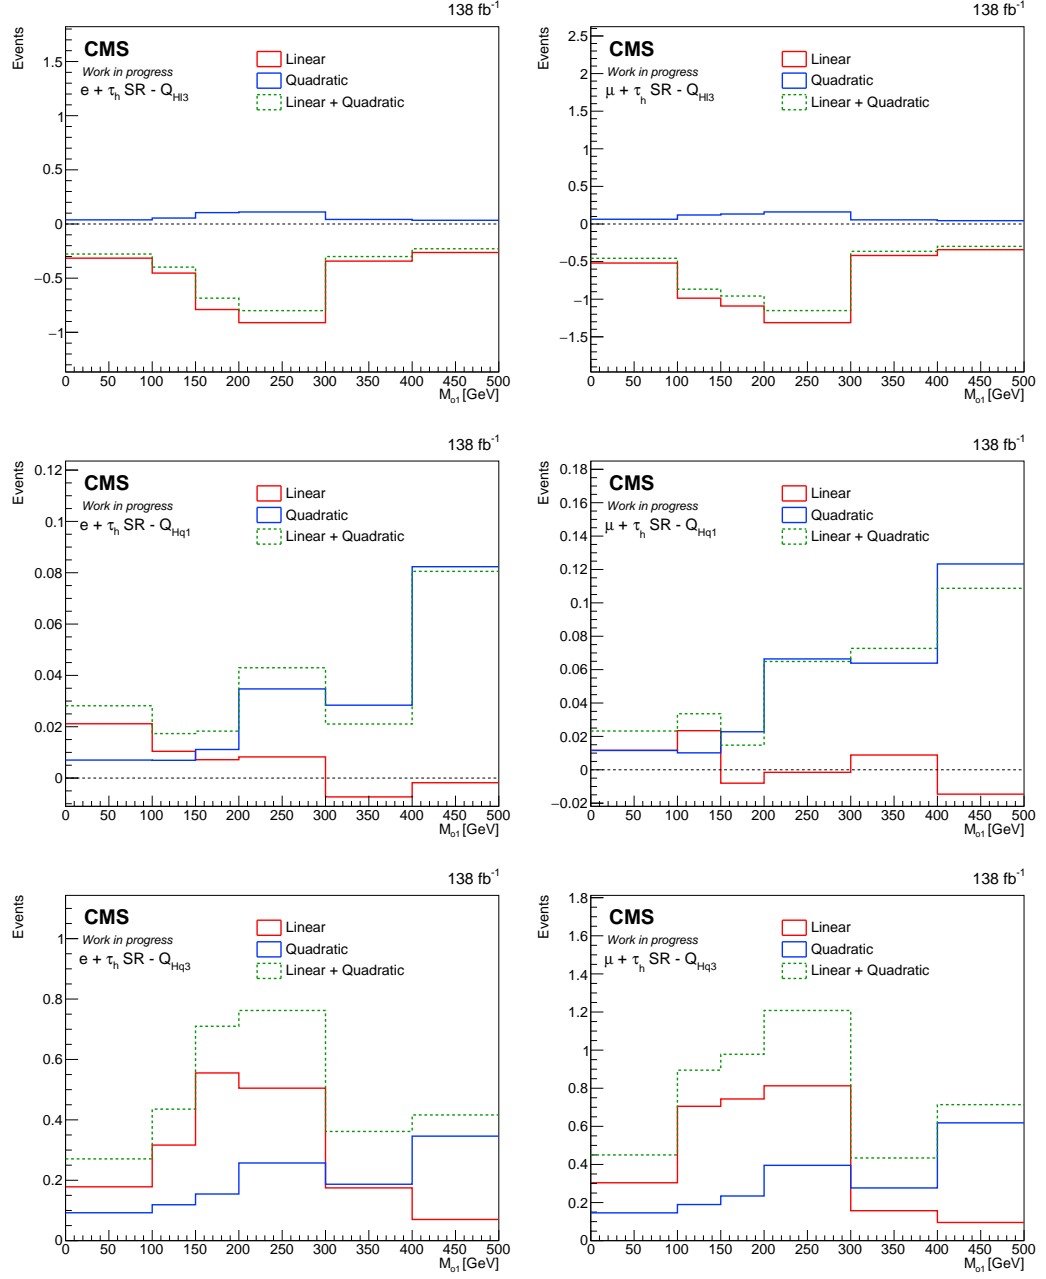 138 fb⁻¹
Events
CMS
Work in progress
e + τₕ SR - Q_Hl3
Linear
Quadratic
Linear + Quadratic
1.5
1
0.5
0
−0.5
−1
0 50 100 150 200 250 300 350 400 450 500
M_o1 [GeV]
138 fb⁻¹
Events
CMS
Work in progress
μ + τₕ SR - Q_Hl3
Linear
Quadratic
Linear + Quadratic
2.5
2
1.5
1
0.5
0
−0.5
−1
−1.5
0 50 100 150 200 250 300 350 400 450 500
M_o1 [GeV]
138 fb⁻¹
Events
CMS
Work in progress
e + τₕ SR - Q_Hq1
Linear
Quadratic
Linear + Quadratic
0.12
0.1
0.08
0.06
0.04
0.02
0
0 50 100 150 200 250 300 350 400 450 500
M_o1 [GeV]
138 fb⁻¹
Events
CMS
Work in progress
μ + τₕ SR - Q_Hq1
Linear
Quadratic
Linear + Quadratic
0.18
0.16
0.14
0.12
0.1
0.08
0.06
0.04
0.02
0
−0.02
0 50 100 150 200 250 300 350 400 450 500
M_o1 [GeV]
138 fb⁻¹
Events
CMS
Work in progress
e + τₕ SR - Q_Hq3
Linear
Quadratic
Linear + Quadratic
1
0.8
0.6
0.4
0.2
0
0 50 100 150 200 250 300 350 400 450 500
M_o1 [GeV]
138 fb⁻¹
Events
CMS
Work in progress
μ + τₕ SR - Q_Hq3
Linear
Quadratic
Linear + Quadratic
1.8
1.6
1.4
1.2
1
0.8
0.6
0.4
0.2
0
0 50 100 150 200 250 300 350 400 450 500
M_o1 [GeV]